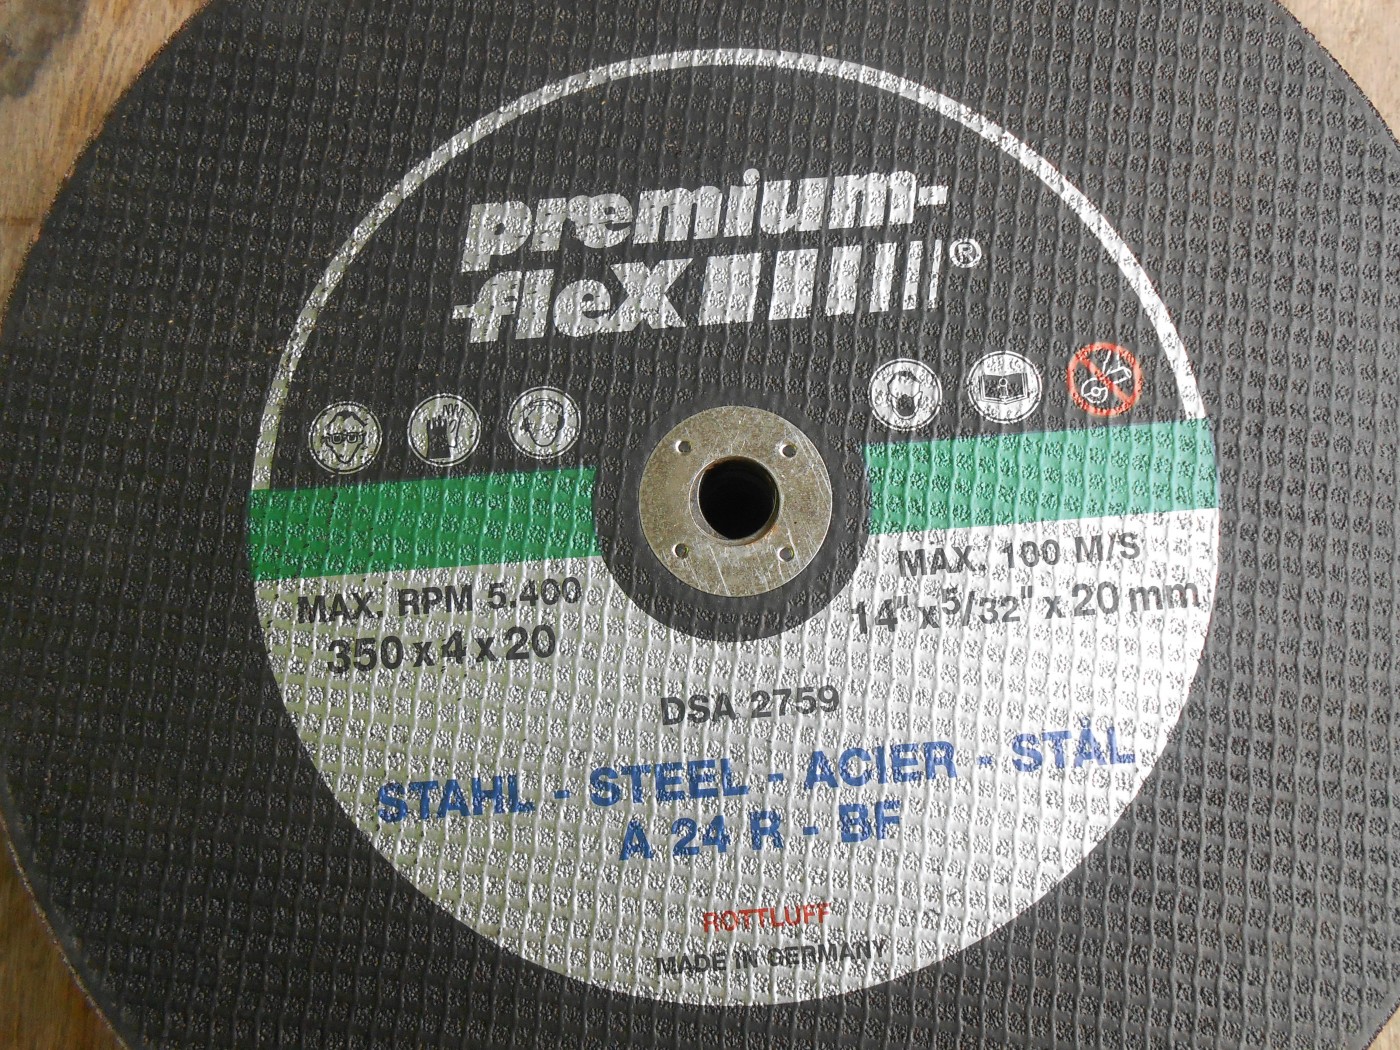 premium-
-flex ®
MAX. RPM 5.400
350 x 4 x 20
MAX. 100 M/S
14" x 5/32" x 20 mm
DSA 2759
STAHL - STEEL - ACIER - STÅL
A 24 R - BF
ROTTLUFF
MADE IN GERMANY